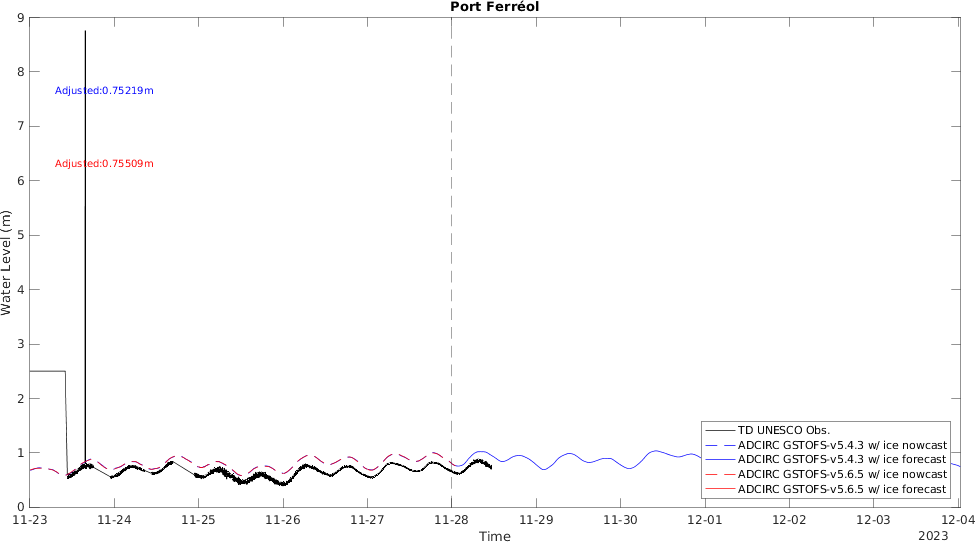 Port Ferréol
9
8
7
6
5
4
3
2
1
0
Water Level (m)
Adjusted:0.75219m
Adjusted:0.75509m
TD UNESCO Obs.
ADCIRC GSTOFS-v5.4.3 w/ ice nowcast
ADCIRC GSTOFS-v5.4.3 w/ ice forecast
ADCIRC GSTOFS-v5.6.5 w/ ice nowcast
ADCIRC GSTOFS-v5.6.5 w/ ice forecast
11-23 11-24 11-25 11-26 11-27 11-28 11-29 11-30 12-01 12-02 12-03 12-04
Time
2023